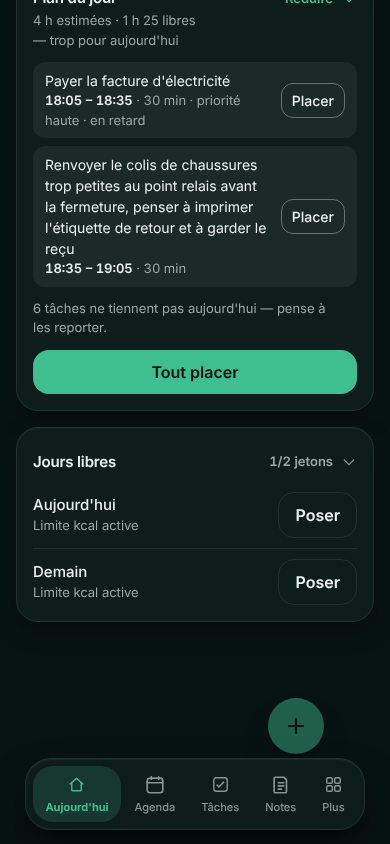 Plan du jour
Réduire
4 h estimées · 1 h 25 libres
— trop pour aujourd'hui
Payer la facture d'électricité
18:05 – 18:35 · 30 min · priorité
haute · en retard
Placer
Renvoyer le colis de chaussures
trop petites au point relais avant
la fermeture, penser à imprimer
l'étiquette de retour et à garder le
reçu
18:35 – 19:05 · 30 min
Placer
6 tâches ne tiennent pas aujourd'hui — pense à
les reporter.
Tout placer
Jours libres
1/2 jetons
Aujourd'hui
Limite kcal active
Poser
Demain
Limite kcal active
Poser
Aujourd'hui
Agenda
Tâches
Notes
Plus